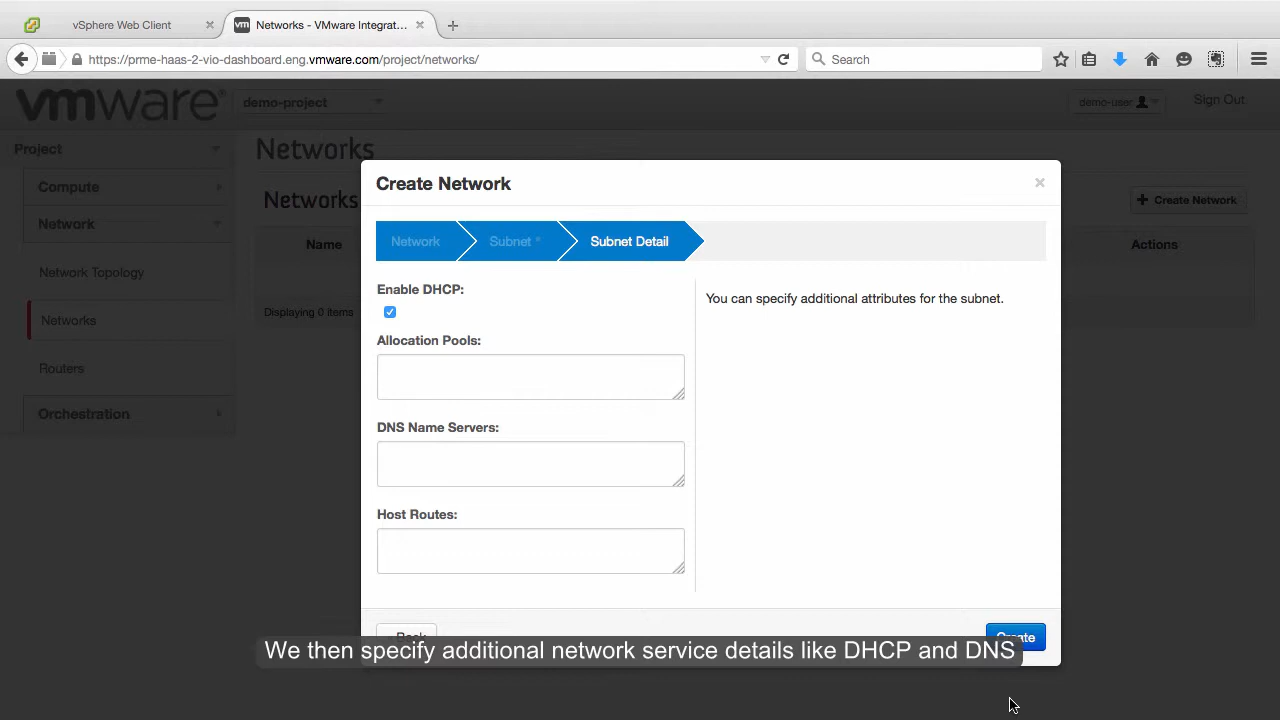 vSphere Web Client ×
vm Networks - VMware Integrat... × +
https://prme-haas-2-vio-dashboard.eng.vmware.com/project/networks/
Search
vmware®
demo-project
demo-user
Sign Out
Project
Compute
Network
Network Topology
Networks
Routers
Orchestration
Networks
Networks
+ Create Network
Name
Actions
Displaying 0 items
Create Network
×
Network
Subnet *
Subnet Detail
Enable DHCP:
Allocation Pools:
DNS Name Servers:
Host Routes:
You can specify additional attributes for the subnet.
« Back
Create
We then specify additional network service details like DHCP and DNS